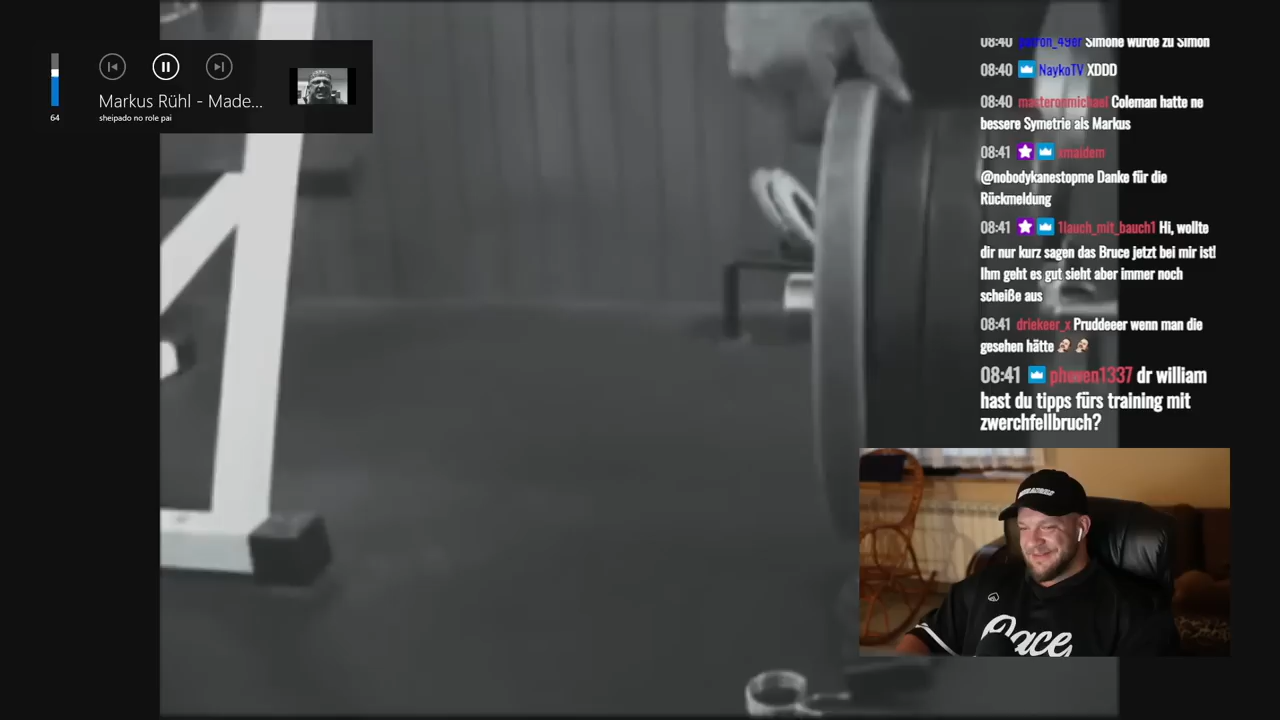 Markus Rühl - Made...
sheipado no role pai
64
08:40 Simone wurde zu Simon
08:40 NaykoTV XDDD
08:40 masteronmichael Coleman hatte ne
bessere Symetrie als Markus
08:41 xmaidem
@nobodykanestopme Danke für die
Rückmeldung
08:41 1lauch_mit_bauch1 Hi, wollte
dir nur kurz sagen das Bruce jetzt bei mir ist!
Ihm geht es gut sieht aber immer noch
scheiße aus
08:41 driekeer_x Pruddeeer wenn man die
gesehen hätte
08:41 phoven1337 dr william
hast du tipps fürs training mit
zwerchfellbruch?
Pace